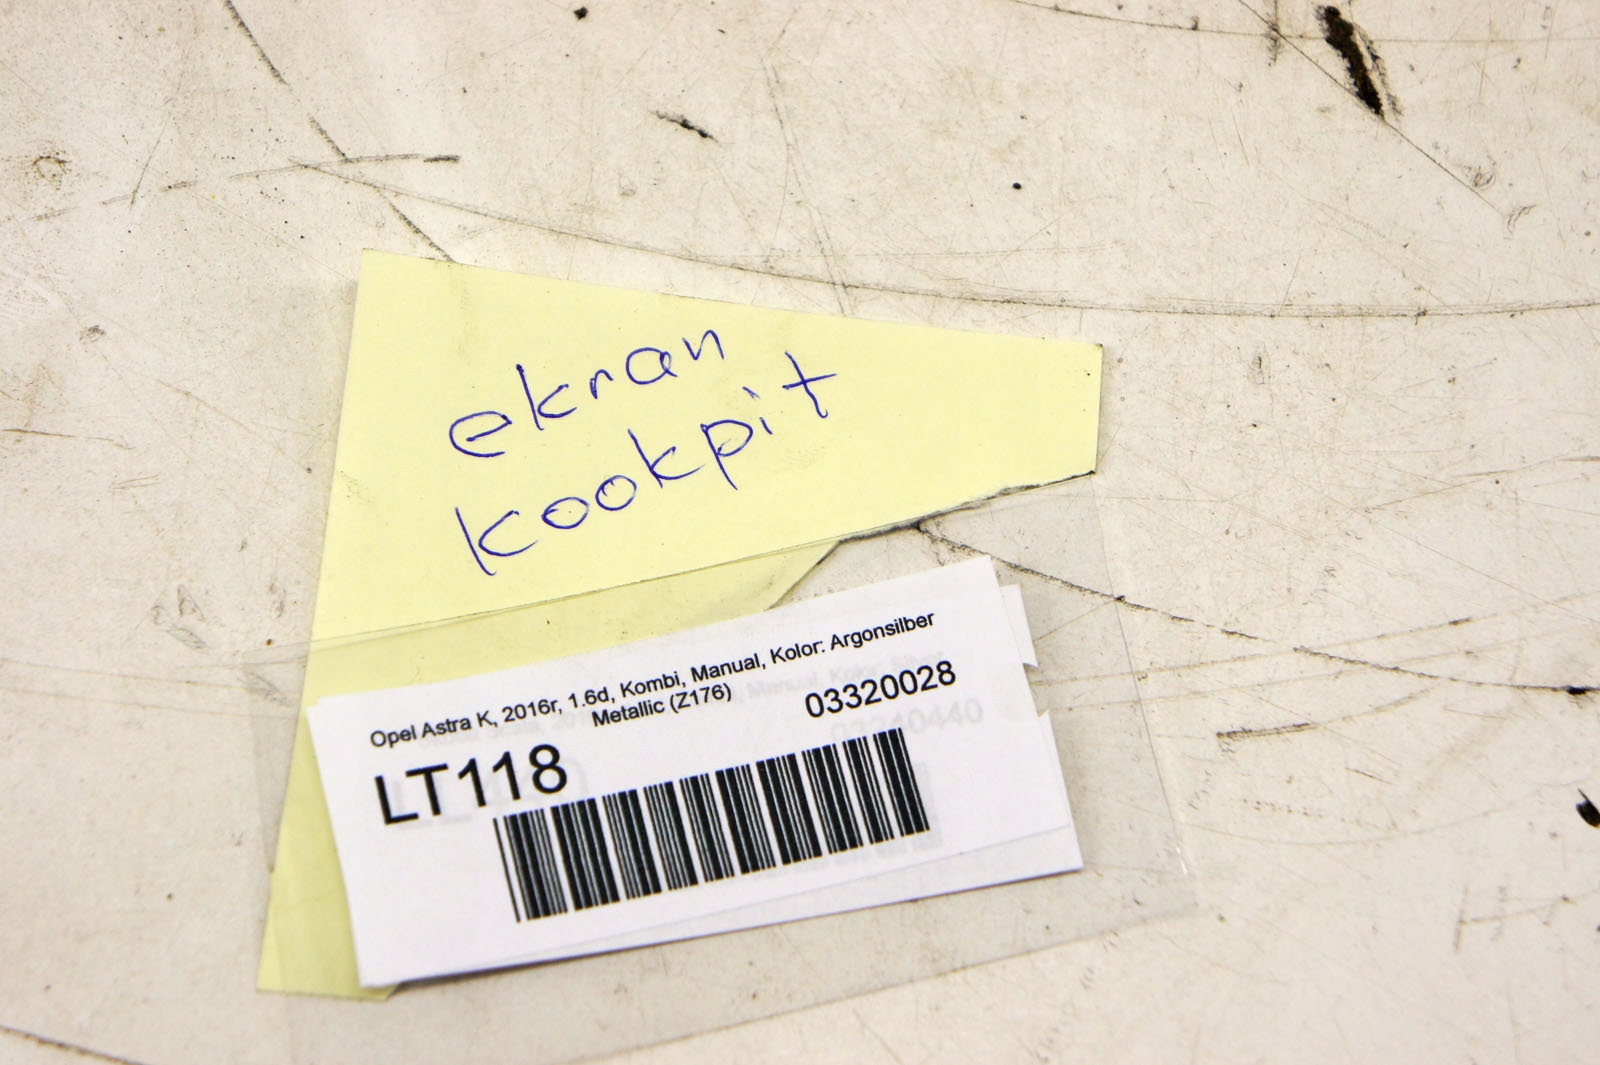 ekran
kookpit
Opel Astra K, 2016r, 1.6d, Kombi, Manual, Kolor: Argonsilber
Metallic (Z176)
03320028
LT118